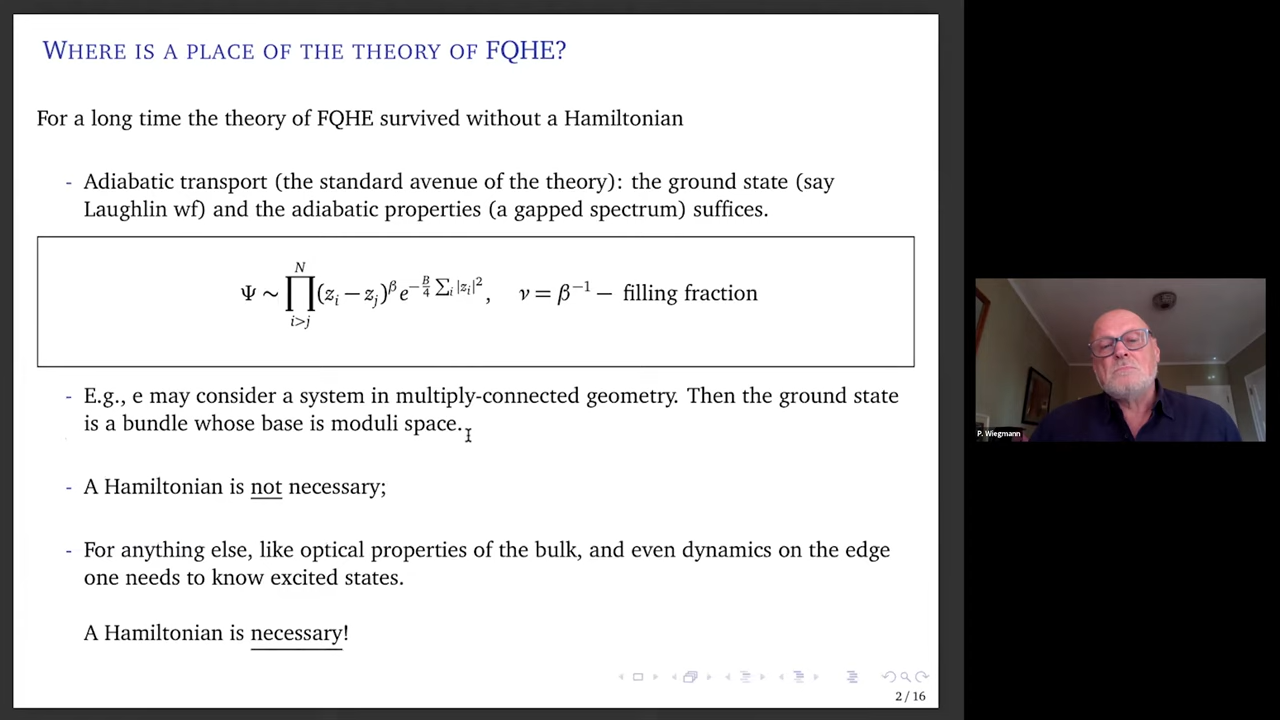 WHERE IS A PLACE OF THE THEORY OF FQHE?
For a long time the theory of FQHE survived without a Hamiltonian
- Adiabatic transport (the standard avenue of the theory): the ground state (say
Laughlin wf) and the adiabatic properties (a gapped spectrum) suffices.
Ψ ~ ∏_{i>j}^{N} (z_i − z_j)^β e^{−\frac{B}{4} ∑_i |z_i|^2}, ν = β^{−1} − filling fraction
- E.g., e may consider a system in multiply-connected geometry. Then the ground state
is a bundle whose base is moduli space.
- A Hamiltonian is not necessary;
- For anything else, like optical properties of the bulk, and even dynamics on the edge
one needs to know excited states.
A Hamiltonian is necessary!
2 / 16
P. Wiegmann